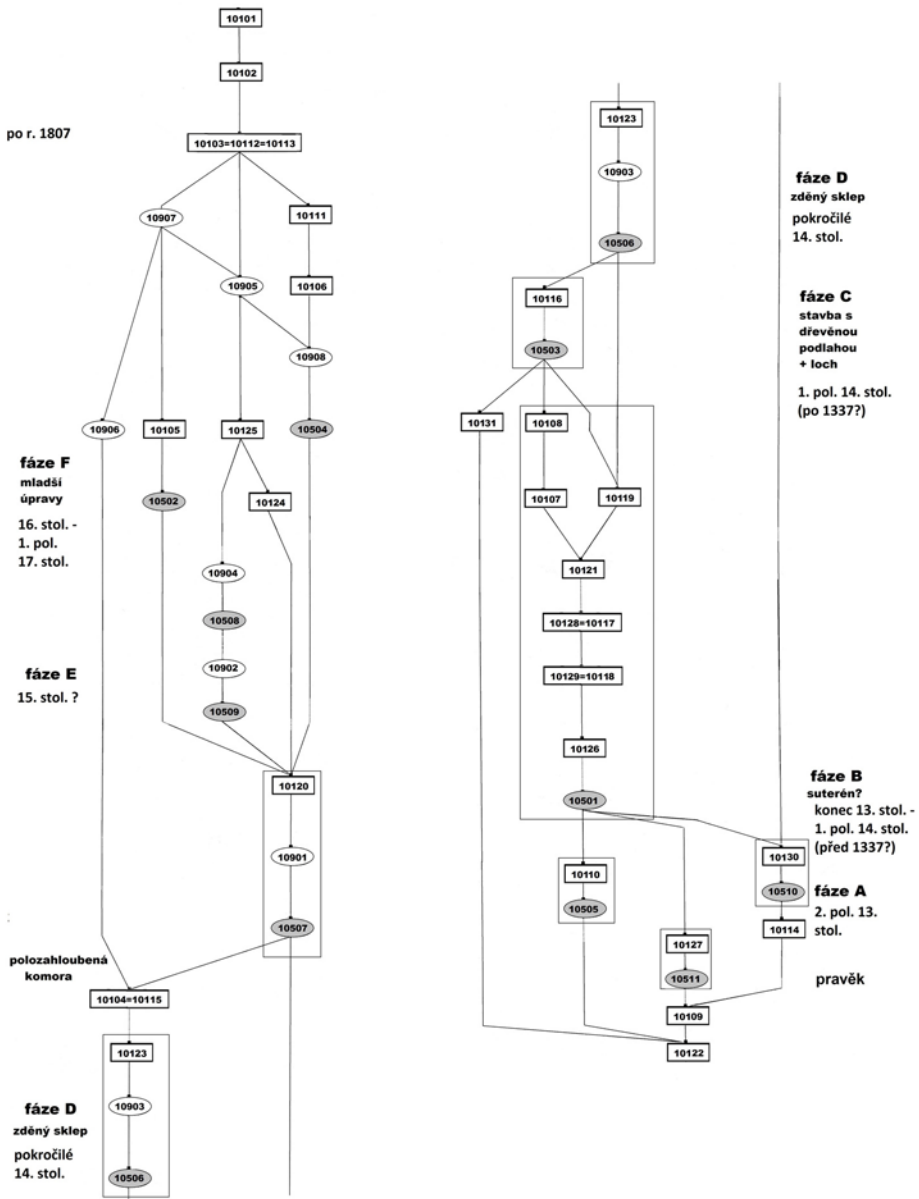 10101
10102
po r. 1807
10103=10112=10113
10907
10111
10905
10106
10908
10906
10105
10125
10504
fáze F
mladší
úpravy
16. stol. -
1. pol.
17. stol.
10502
10124
10904
10508
10902
fáze E
15. stol. ?
10509
10120
10901
10507
polozahloubená
komora
10104=10115
10123
10903
fáze D
zděný sklep
pokročilé
14. stol.
10506
10123
10903
fáze D
zděný sklep
pokročilé
14. stol.
10506
10116
fáze C
stavba s
dřevěnou
podlahou
+ loch
1. pol. 14. stol.
(po 1337?)
10503
10131
10108
10107
10119
10121
10128=10117
10129=10118
10126
10501
fáze B
suterén?
konec 13. stol. -
1. pol. 14. stol.
(před 1337?)
10130
10110
10510
fáze A
2. pol. 13.
stol.
10505
10114
10127
10511
pravěk
10109
10122